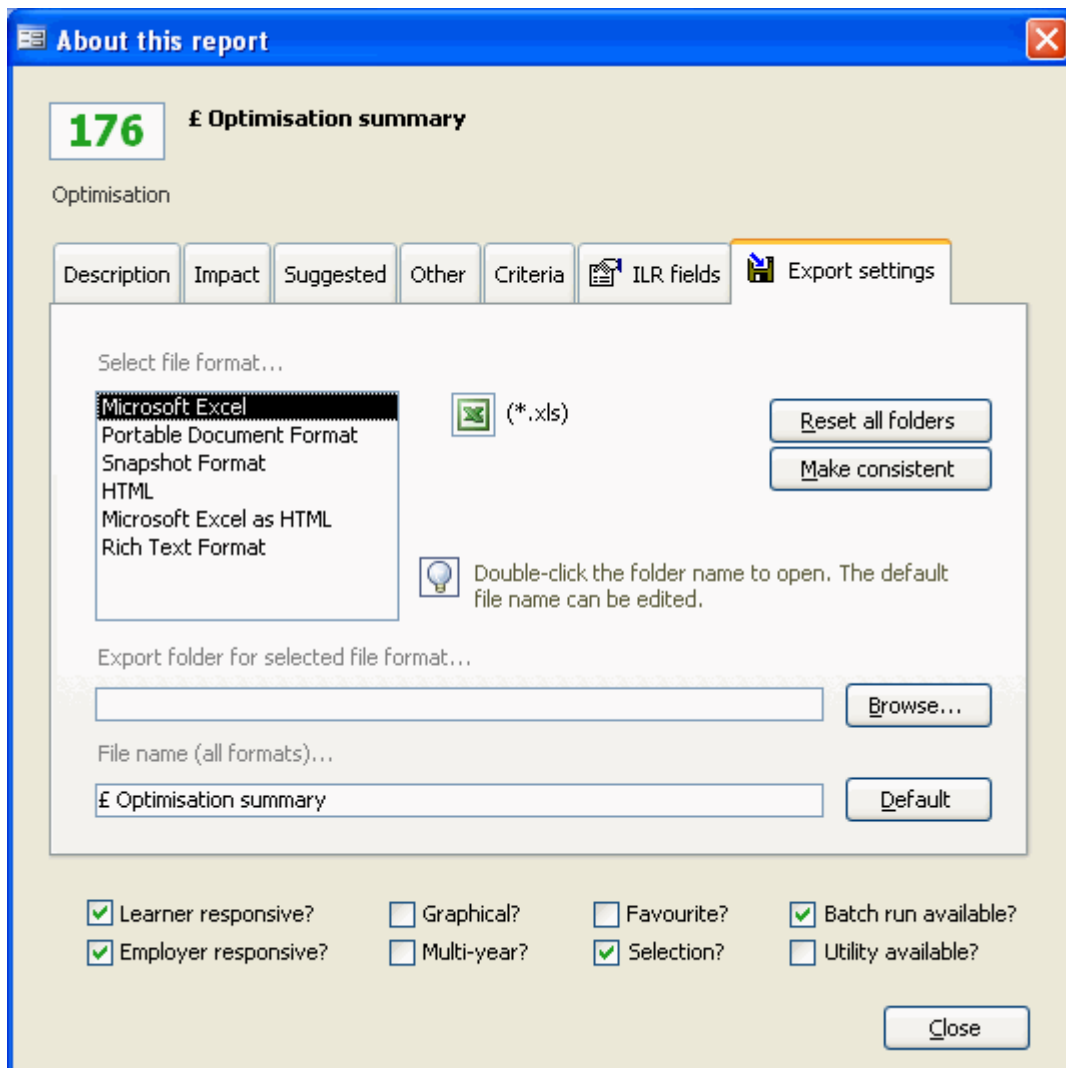 About this report
176
£ Optimisation summary
Optimisation
Description
Impact
Suggested
Other
Criteria
ILR fields
Export settings
Select file format...
Microsoft Excel
Portable Document Format
Snapshot Format
HTML
Microsoft Excel as HTML
Rich Text Format
(*.xls)
Reset all folders
Make consistent
Double-click the folder name to open. The default
file name can be edited.
Export folder for selected file format...
Browse...
File name (all formats)...
£ Optimisation summary
Default
Learner responsive?
Graphical?
Favourite?
Batch run available?
Employer responsive?
Multi-year?
Selection?
Utility available?
Close